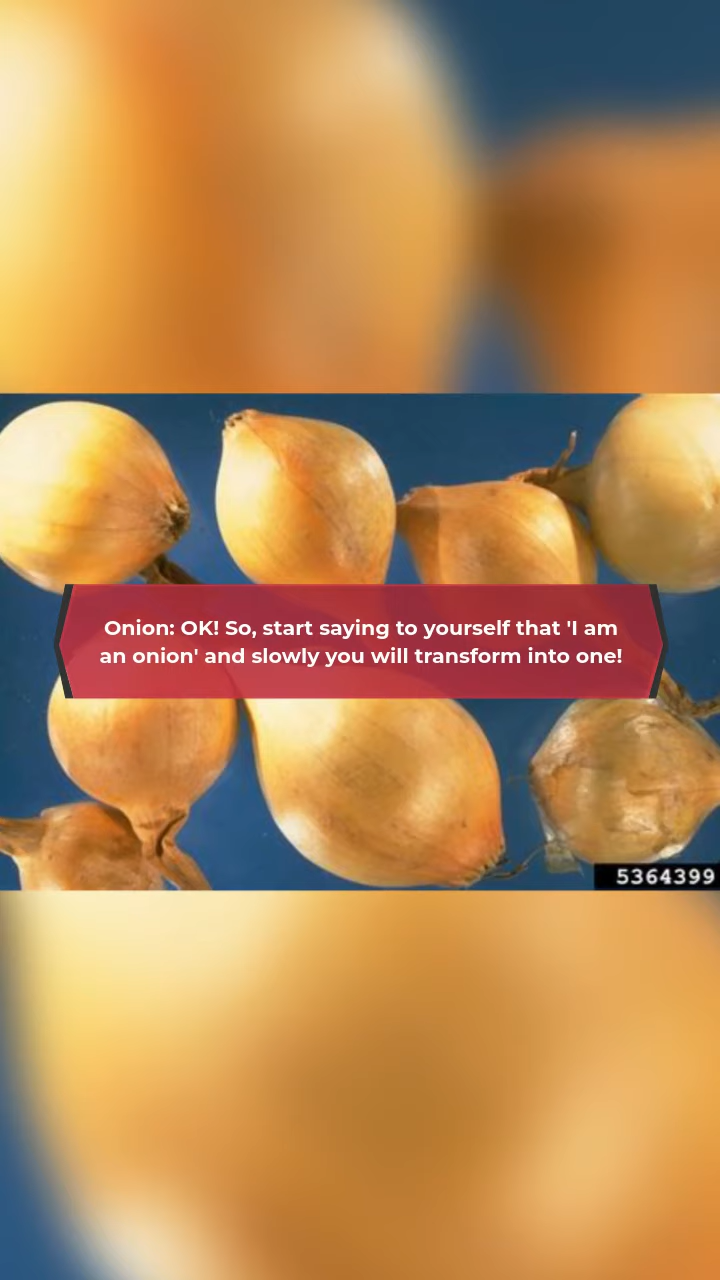 Onion: OK! So, start saying to yourself that 'I am
an onion' and slowly you will transform into one!
5364399